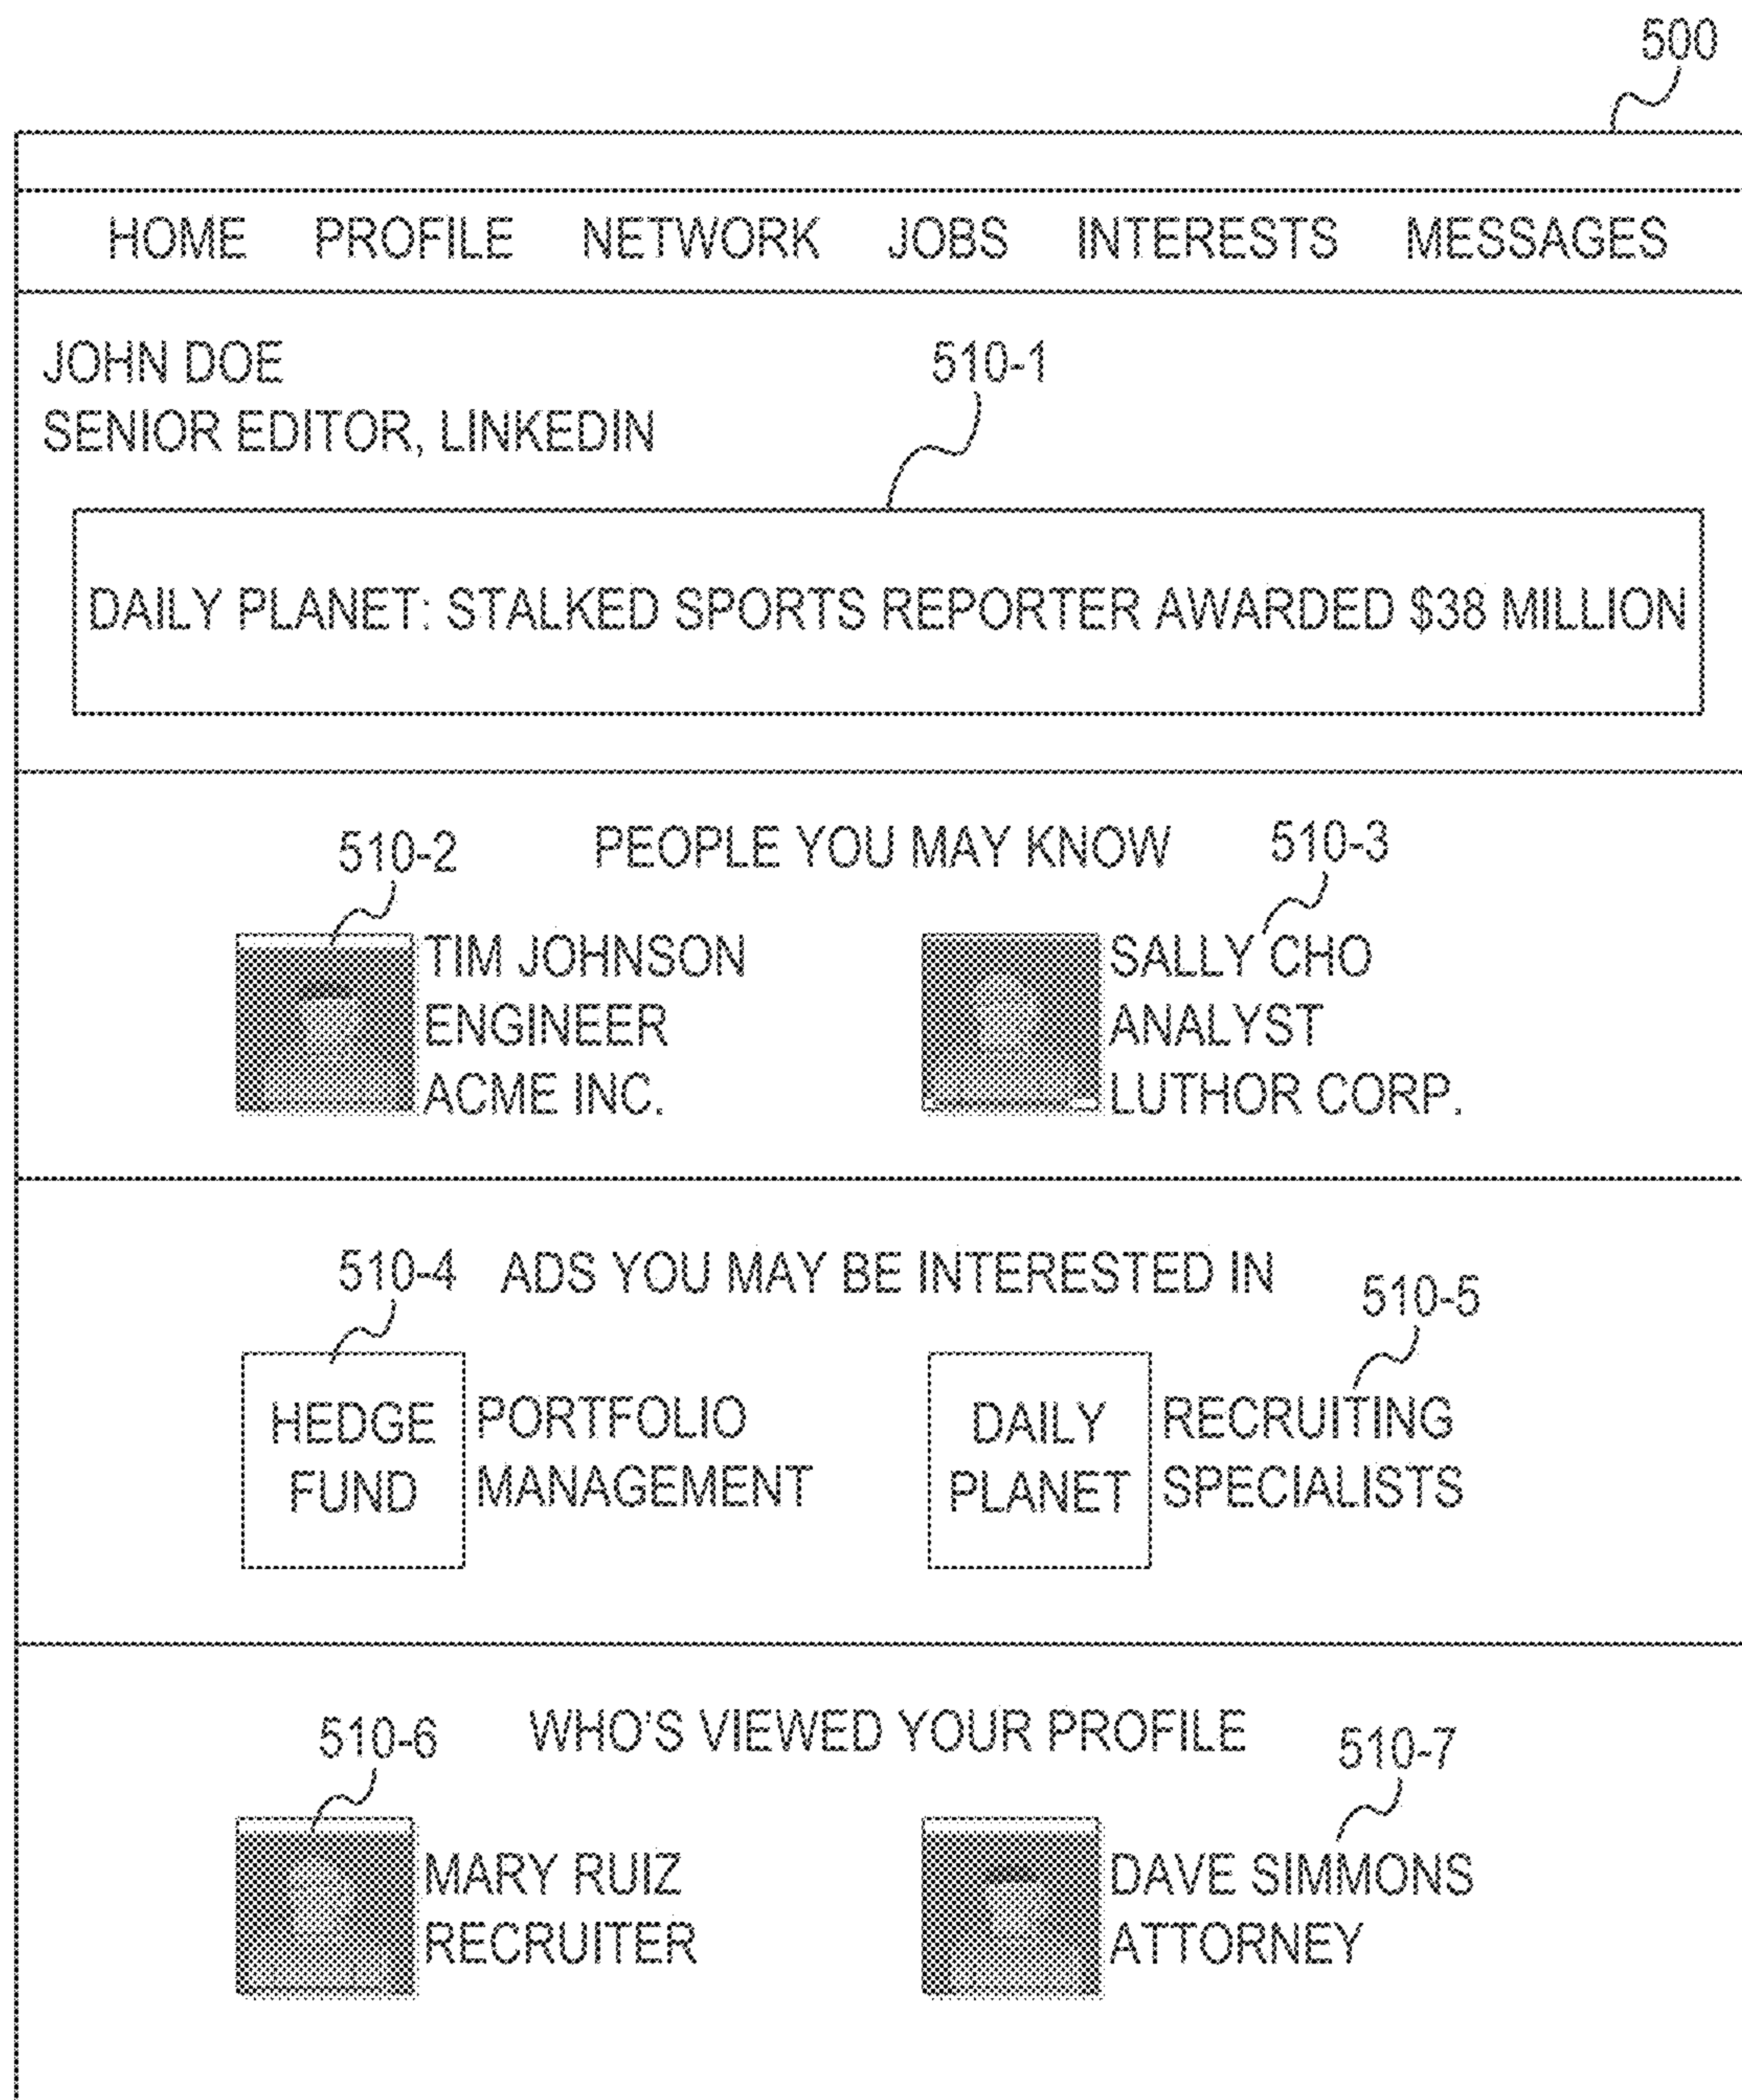 500
HOME PROFILE NETWORK JOBS INTERESTS MESSAGES
JOHN DOE
510-1
SENIOR EDITOR, LINKEDIN
DAILY PLANET: STALKED SPORTS REPORTER AWARDED $38 MILLION
510-2 PEOPLE YOU MAY KNOW 510-3
TIM JOHNSON
ENGINEER
ACME INC.
SALLY CHO
ANALYST
LUTHOR CORP.
510-4 ADS YOU MAY BE INTERESTED IN 510-5
HEDGE
FUND
PORTFOLIO
MANAGEMENT
DAILY
PLANET
RECRUITING
SPECIALISTS
510-6 WHO'S VIEWED YOUR PROFILE 510-7
MARY RUIZ
RECRUITER
DAVE SIMMONS
ATTORNEY